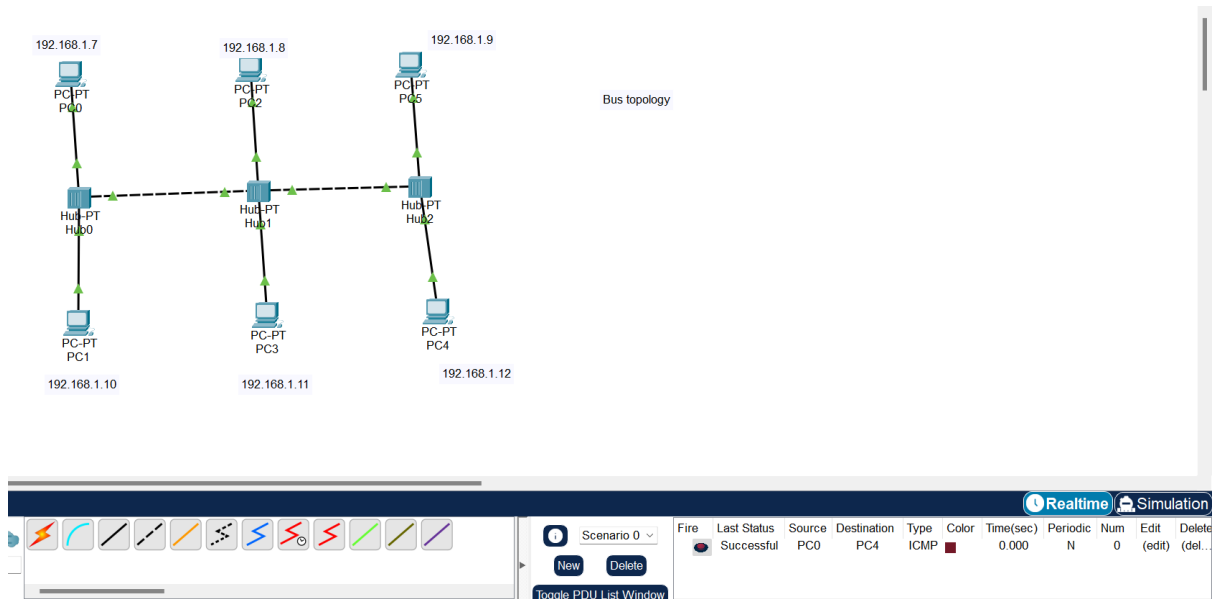 192.168.1.7
192.168.1.8
192.168.1.9
PC-PT
PC0
PC-PT
PC2
PC-PT
PC5
Bus topology
Hub-PT
Hub0
Hub-PT
Hub1
Hub-PT
Hub2
PC-PT
PC1
PC-PT
PC3
PC-PT
PC4
192.168.1.10
192.168.1.11
192.168.1.12
Realtime
Simulation
Scenario 0
New
Delete
Toggle PDU List Window
Fire Last Status Source Destination Type Color Time(sec) Periodic Num Edit Delete
Successful PC0 PC4 ICMP 0.000 N 0 (edit) (del...